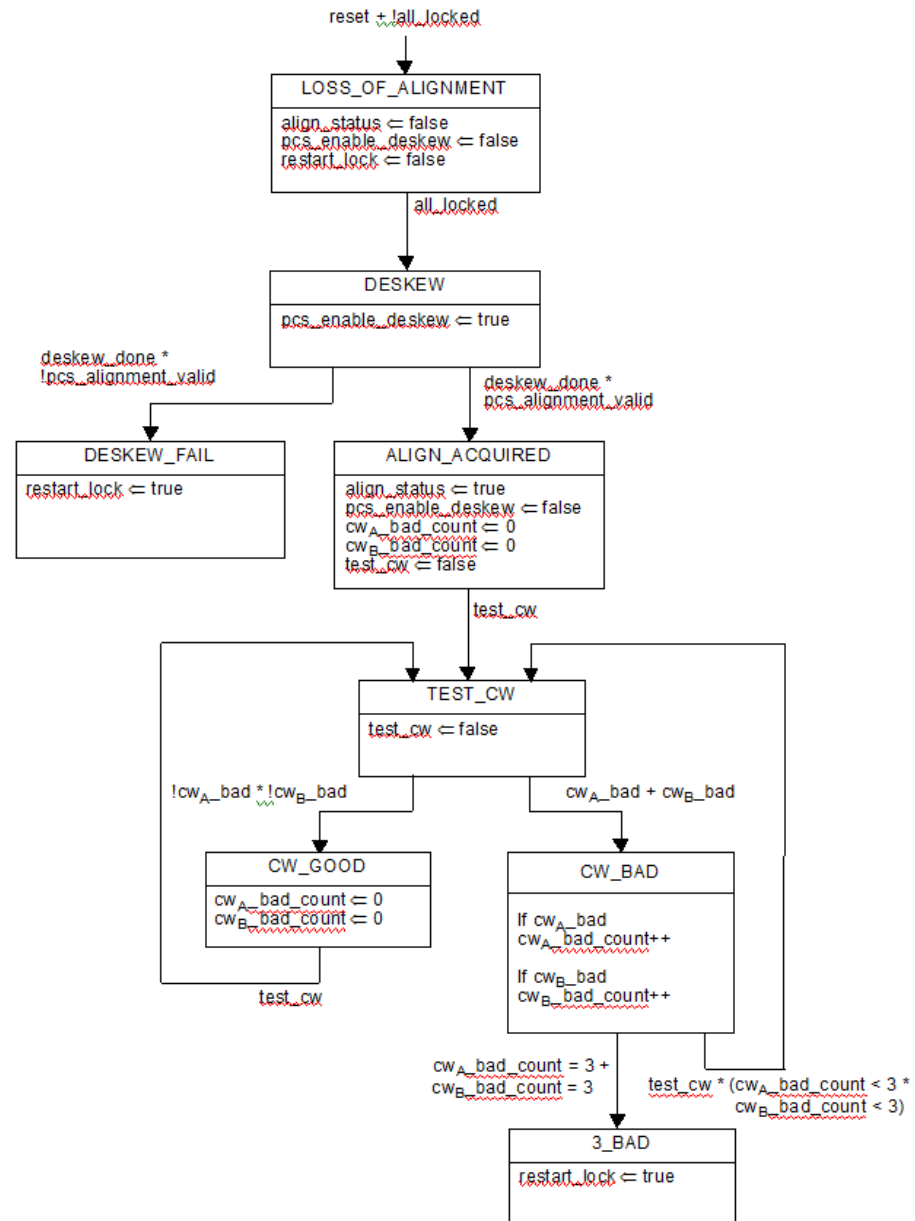 reset + !all_locked
LOSS_OF_ALIGNMENT
align_status ⇐ false
pcs_enable_deskew ⇐ false
restart_lock ⇐ false
all_locked
DESKEW
pcs_enable_deskew ⇐ true
deskew_done *
!pcs_alignment_valid
deskew_done *
pcs_alignment_valid
DESKEW_FAIL
restart_lock ⇐ true
ALIGN_ACQUIRED
align_status ⇐ true
pcs_enable_deskew ⇐ false
cwA_bad_count ⇐ 0
cwB_bad_count ⇐ 0
test_cw ⇐ false
test_cw
TEST_CW
test_cw ⇐ false
!cwA_bad * !cwB_bad
cwA_bad + cwB_bad
CW_GOOD
cwA_bad_count ⇐ 0
cwB_bad_count ⇐ 0
test_cw
CW_BAD
If cwA_bad
cwA_bad_count++
If cwB_bad
cwB_bad_count++
cwA_bad_count = 3 +
cwB_bad_count = 3
test_cw * (cwA_bad_count < 3 *
cwB_bad_count < 3)
3_BAD
restart_lock ⇐ true